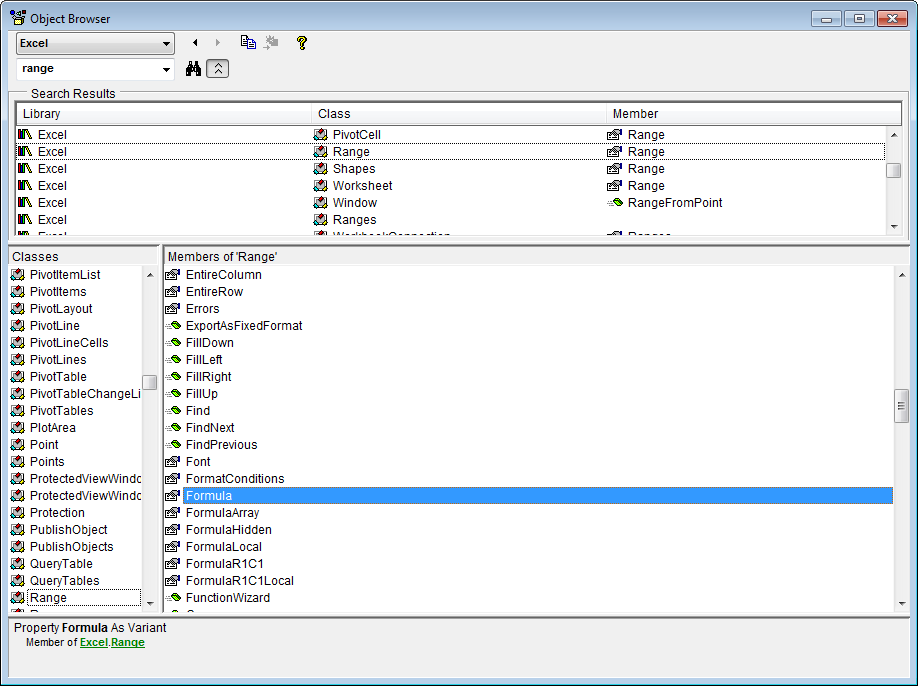 Object Browser
Excel
range
Search Results
Library Class Member
Excel PivotCell Range
Excel Range Range
Excel Shapes Range
Excel Worksheet Range
Excel Window RangeFromPoint
Excel Ranges
Classes
PivotItemList
PivotItems
PivotLayout
PivotLine
PivotLineCells
PivotLines
PivotTable
PivotTableChangeLi
PivotTables
PlotArea
Point
Points
ProtectedViewWindo
ProtectedViewWindo
Protection
PublishObject
PublishObjects
QueryTable
QueryTables
Range
Members of 'Range'
EntireColumn
EntireRow
Errors
ExportAsFixedFormat
FillDown
FillLeft
FillRight
FillUp
Find
FindNext
FindPrevious
Font
FormatConditions
Formula
FormulaArray
FormulaHidden
FormulaLocal
FormulaR1C1
FormulaR1C1Local
FunctionWizard
Property Formula As Variant
Member of Excel.Range